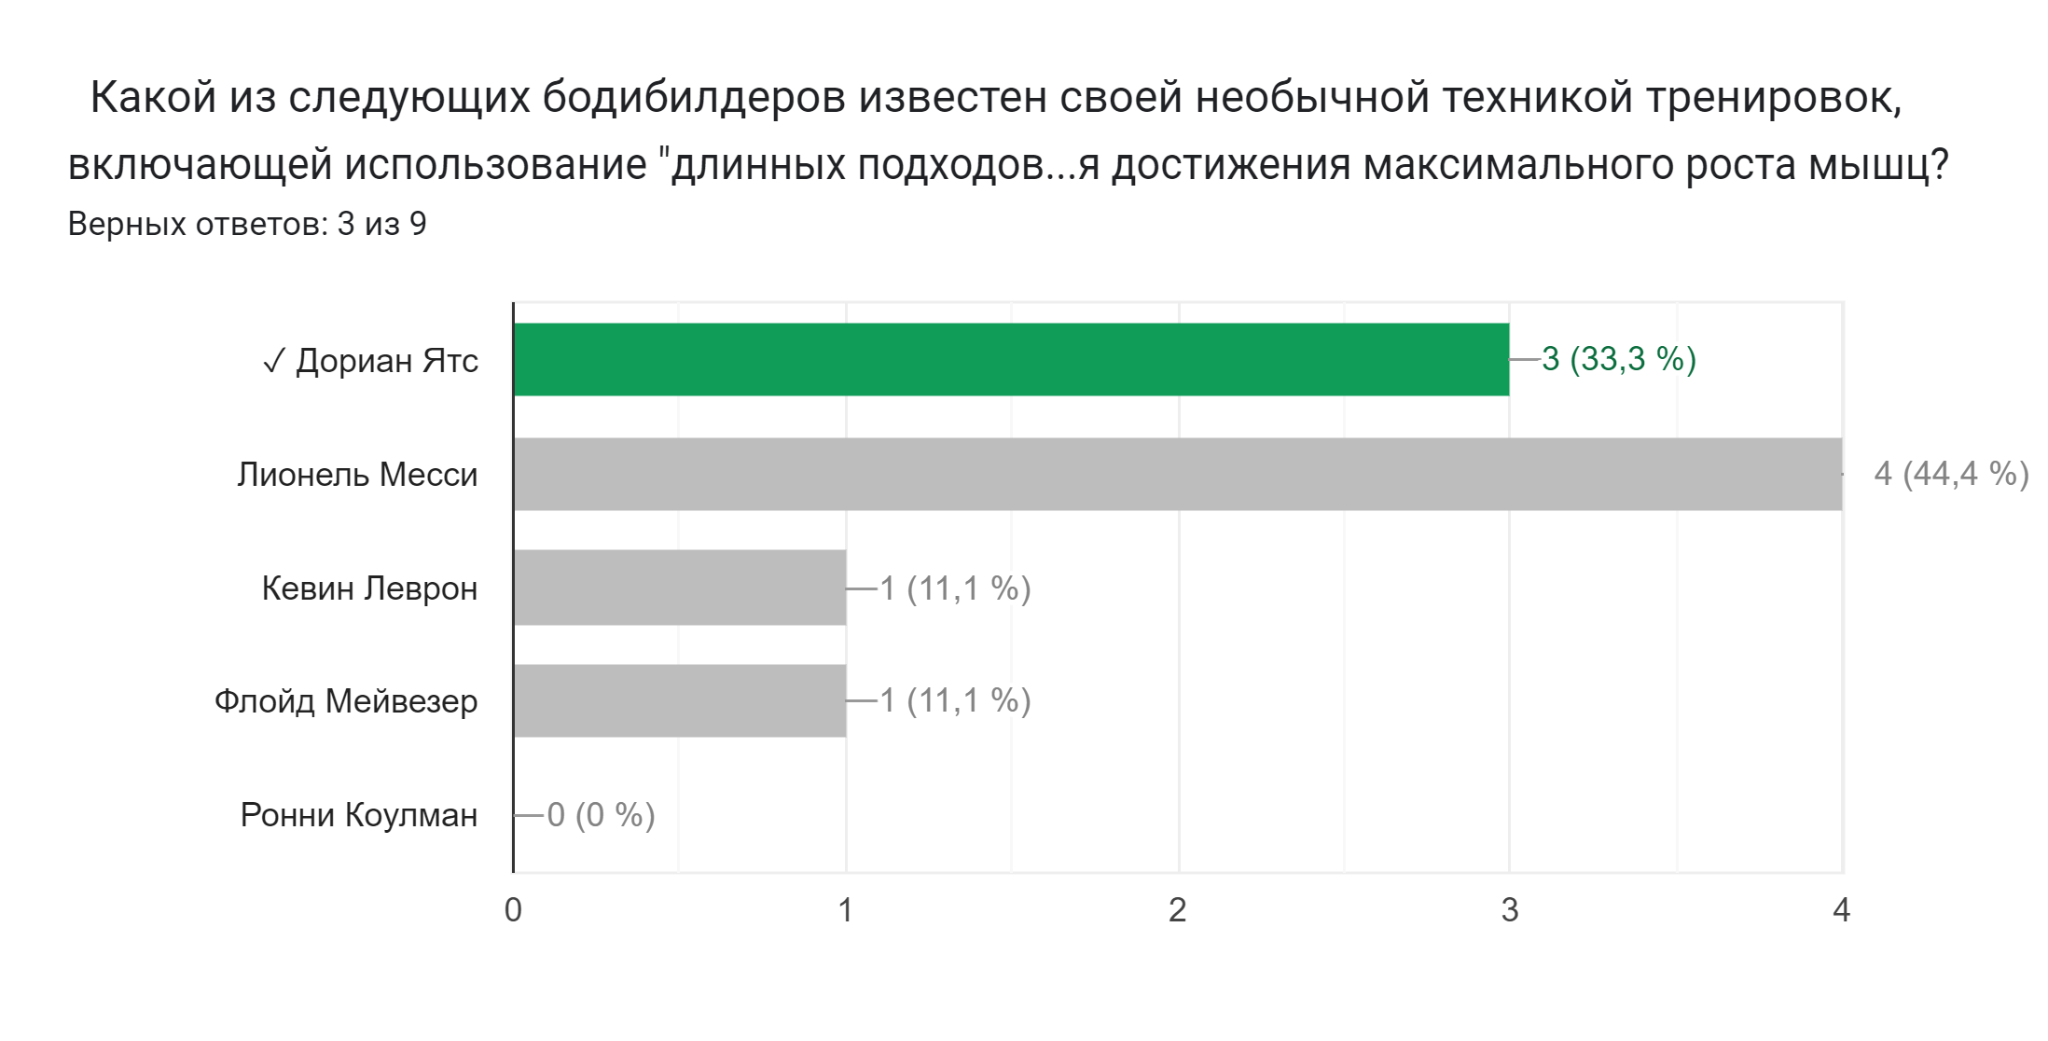 Какой из следующих бодибилдеров известен своей необычной техникой тренировок,
включающей использование "длинных подходов...я достижения максимального роста мышц?
Верных ответов: 3 из 9
✓ Дориан Ятс
3 (33,3 %)
Лионель Месси
4 (44,4 %)
Кевин Леврон
1 (11,1 %)
Флойд Мейвезер
1 (11,1 %)
Ронни Коулман
0 (0 %)
0 1 2 3 4